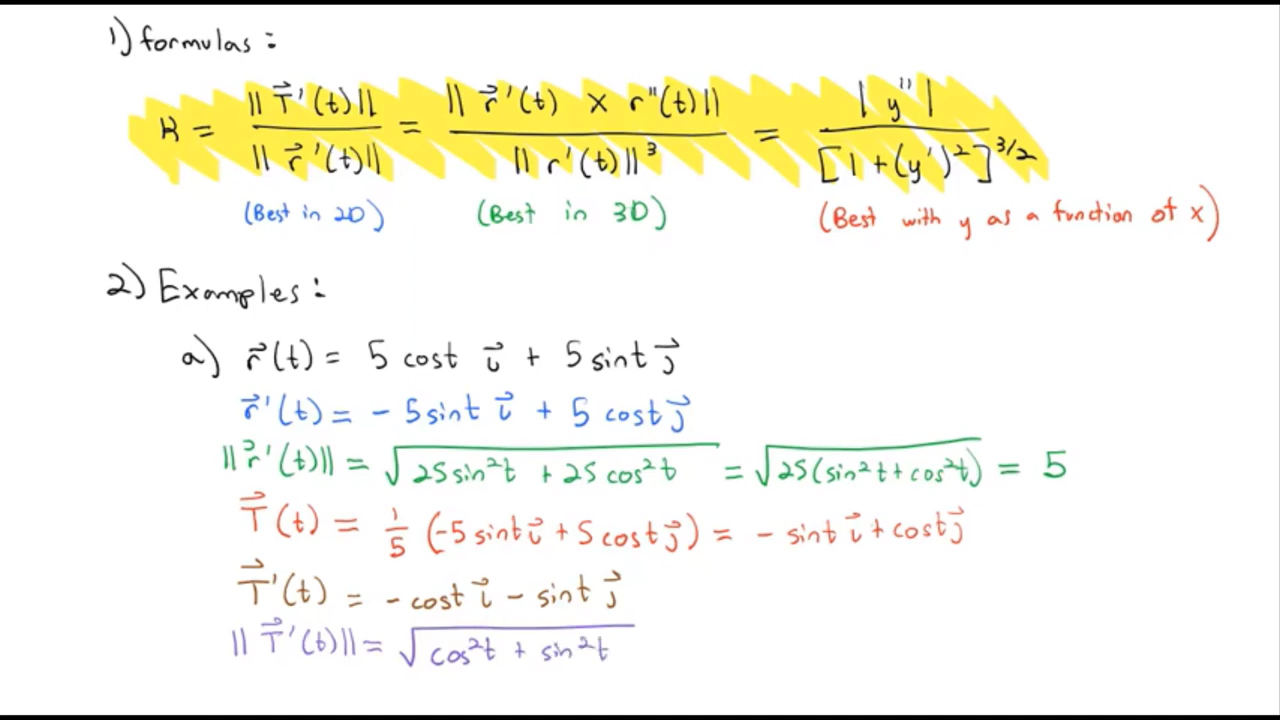 1) formulas :
K = ||T⃗'(t)|| / ||r⃗'(t)|| = ||r⃗'(t) × r''(t)|| / ||r'(t)||³ = |y''| / [1+(y')²]^3/2
(Best in 2D) (Best in 3D) (Best with y as a function of x)
2) Examples :
a) r⃗(t) = 5 cost i⃗ + 5 sint j⃗
r⃗'(t) = - 5 sint i⃗ + 5 cost j⃗
||r⃗'(t)|| = √(25 sin²t + 25 cos²t) = √(25(sin²t + cos²t)) = 5
T⃗(t) = 1/5 (-5 sint i⃗ + 5 cost j⃗) = - sint i⃗ + cost j⃗
T⃗'(t) = - cost i⃗ - sint j⃗
||T⃗'(t)|| = √(cos²t + sin²t)